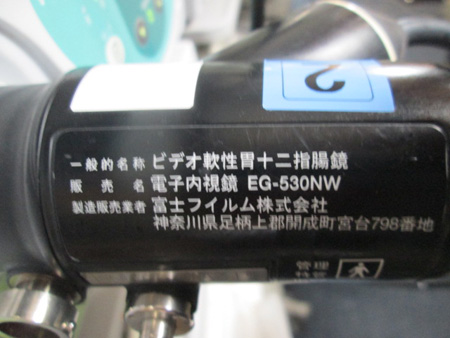 2
一般的名称 ビデオ軟性胃十二指腸鏡
販売名 電子内視鏡 EG-530NW
製造販売業者 富士フイルム株式会社
神奈川県足柄上郡開成町宮台798番地
管理